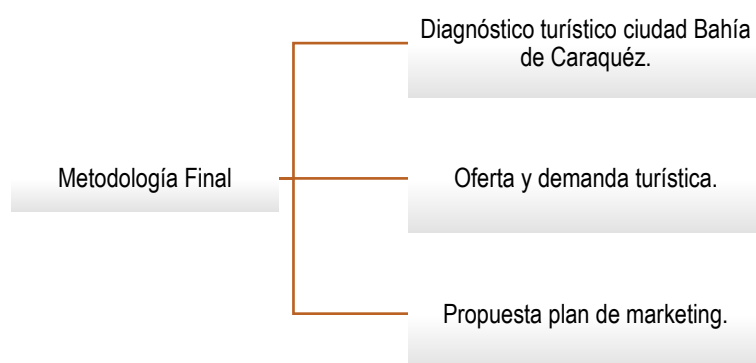 Diagnóstico turístico ciudad Bahía
de Caraquéz.
Metodología Final
Oferta y demanda turística.
Propuesta plan de marketing.